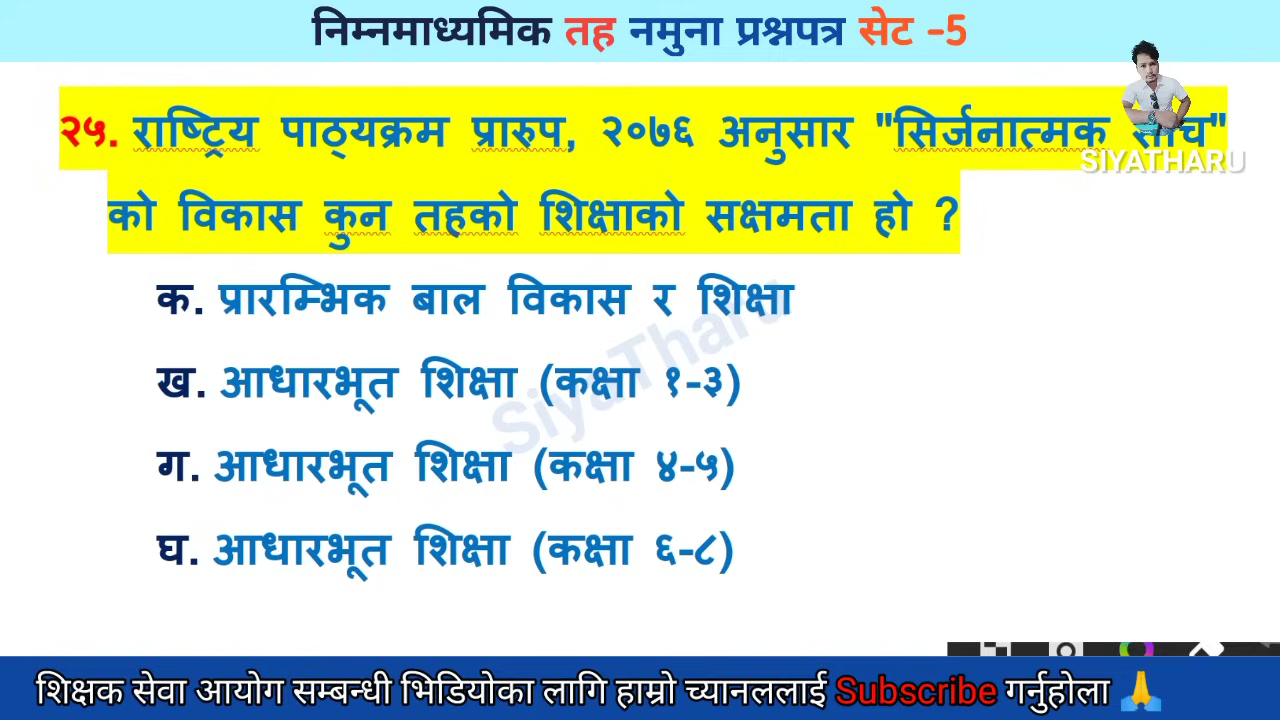 निम्नमाध्यमिक तह नमुना प्रश्नपत्र सेट -5
२५. राष्ट्रिय पाठ्यक्रम प्रारुप, २०७६ अनुसार "सिर्जनात्मक सोच"
SIYATHARU
को विकास कुन तहको शिक्षाको सक्षमता हो ?
क. प्रारम्भिक बाल विकास र शिक्षा
ख. आधारभूत शिक्षा (कक्षा १-३)
ग. आधारभूत शिक्षा (कक्षा ४-५)
घ. आधारभूत शिक्षा (कक्षा ६-८)
SiyaTharu
शिक्षक सेवा आयोग सम्बन्धी भिडियोका लागि हाम्रो च्यानललाई Subscribe गर्नुहोला 🙏